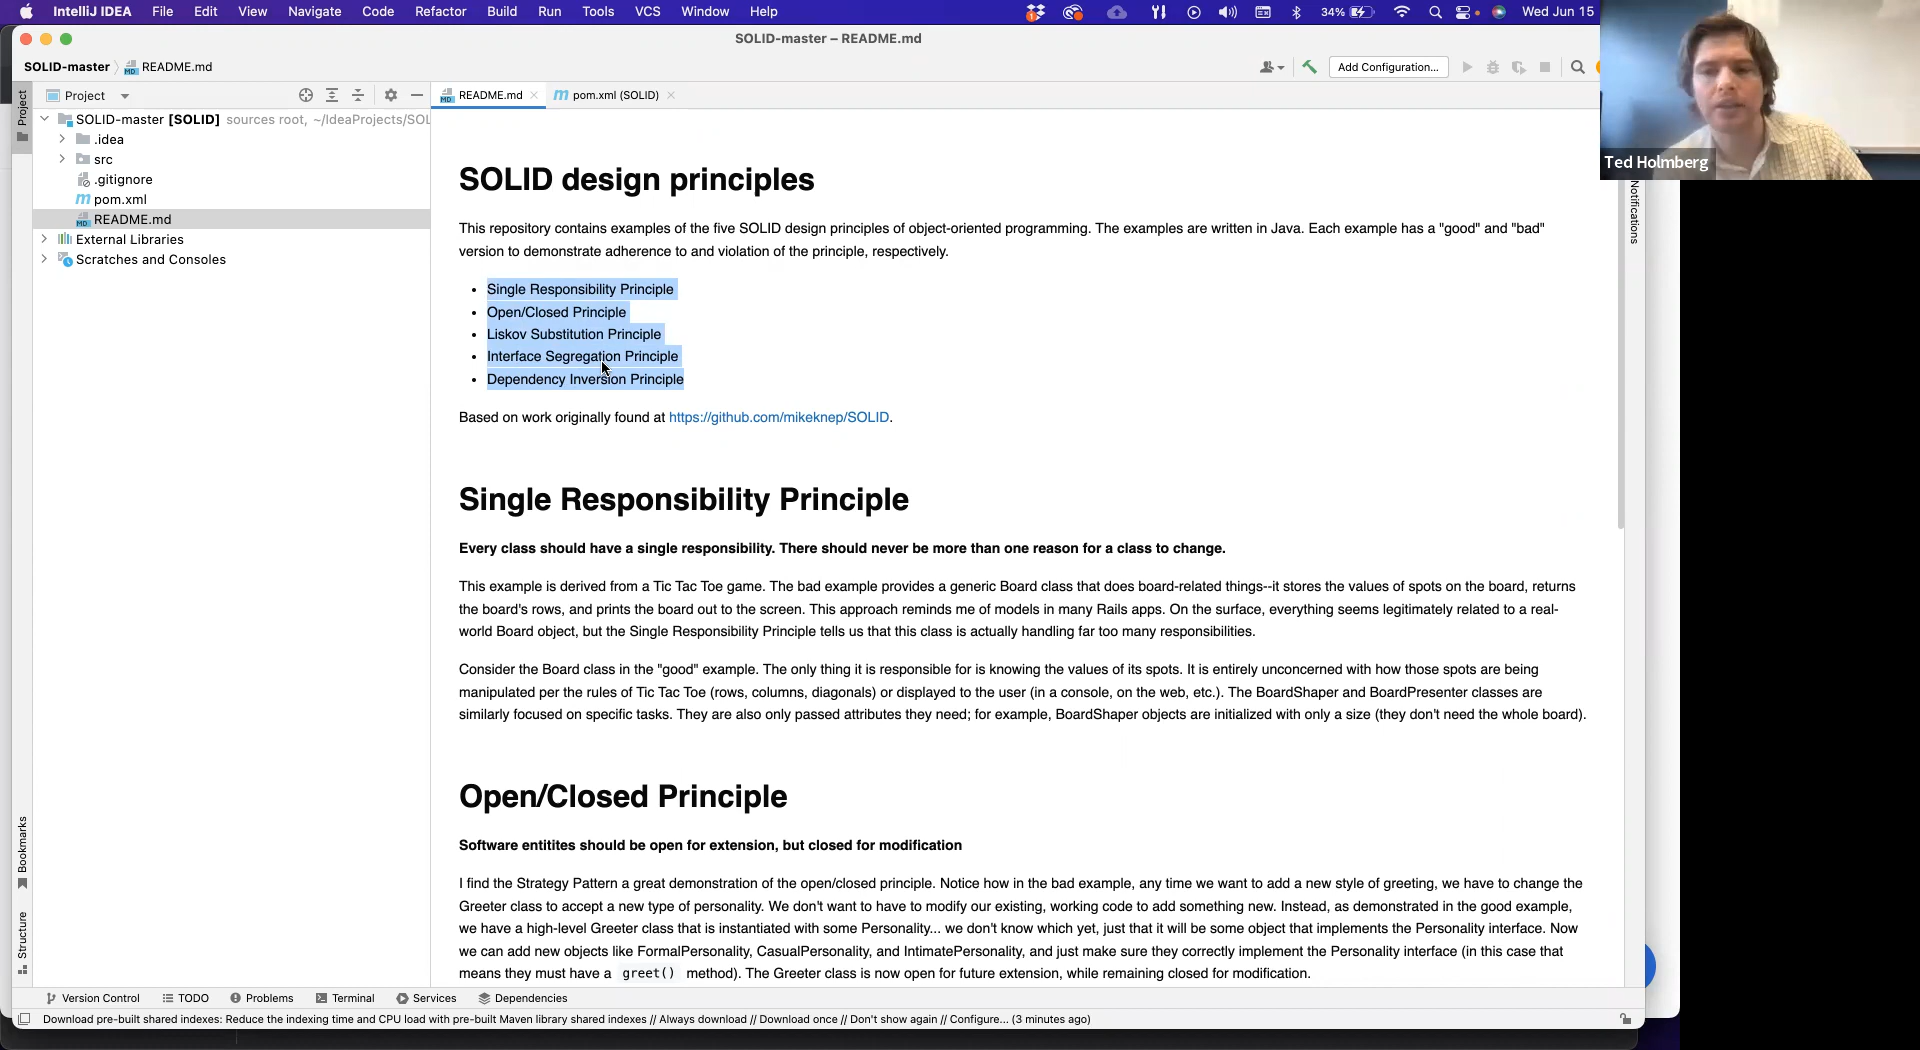 IntelliJ IDEA File Edit View Navigate Code Refactor Build Run Tools VCS Window Help 34% Wed Jun 15
SOLID-master – README.md
SOLID-master README.md Add Configuration...
Project README.md pom.xml (SOLID)
Project
SOLID-master [SOLID] sources root, ~/IdeaProjects/SOL
.idea
src
.gitignore
pom.xml
README.md
External Libraries
Scratches and Consoles
SOLID design principles
This repository contains examples of the five SOLID design principles of object-oriented programming. The examples are written in Java. Each example has a "good" and "bad"
version to demonstrate adherence to and violation of the principle, respectively.
• Single Responsibility Principle
• Open/Closed Principle
• Liskov Substitution Principle
• Interface Segregation Principle
• Dependency Inversion Principle
Based on work originally found at https://github.com/mikeknep/SOLID.
Single Responsibility Principle
Every class should have a single responsibility. There should never be more than one reason for a class to change.
This example is derived from a Tic Tac Toe game. The bad example provides a generic Board class that does board-related things--it stores the values of spots on the board, returns
the board's rows, and prints the board out to the screen. This approach reminds me of models in many Rails apps. On the surface, everything seems legitimately related to a real-
world Board object, but the Single Responsibility Principle tells us that this class is actually handling far too many responsibilities.
Consider the Board class in the "good" example. The only thing it is responsible for is knowing the values of its spots. It is entirely unconcerned with how those spots are being
manipulated per the rules of Tic Tac Toe (rows, columns, diagonals) or displayed to the user (in a console, on the web, etc.). The BoardShaper and BoardPresenter classes are
similarly focused on specific tasks. They are also only passed attributes they need; for example, BoardShaper objects are initialized with only a size (they don't need the whole board).
Open/Closed Principle
Software entitites should be open for extension, but closed for modification
I find the Strategy Pattern a great demonstration of the open/closed principle. Notice how in the bad example, any time we want to add a new style of greeting, we have to change the
Greeter class to accept a new type of personality. We don't want to have to modify our existing, working code to add something new. Instead, as demonstrated in the good example,
we have a high-level Greeter class that is instantiated with some Personality... we don't know which yet, just that it will be some object that implements the Personality interface. Now
we can add new objects like FormalPersonality, CasualPersonality, and IntimatePersonality, and just make sure they correctly implement the Personality interface (in this case that
means they must have a greet() method). The Greeter class is now open for future extension, while remaining closed for modification.
Ted Holmberg
Notifications
Bookmarks
Structure
Version Control TODO Problems Terminal Services Dependencies
Download pre-built shared indexes: Reduce the indexing time and CPU load with pre-built Maven library shared indexes // Always download // Download once // Don't show again // Configure... (3 minutes ago)